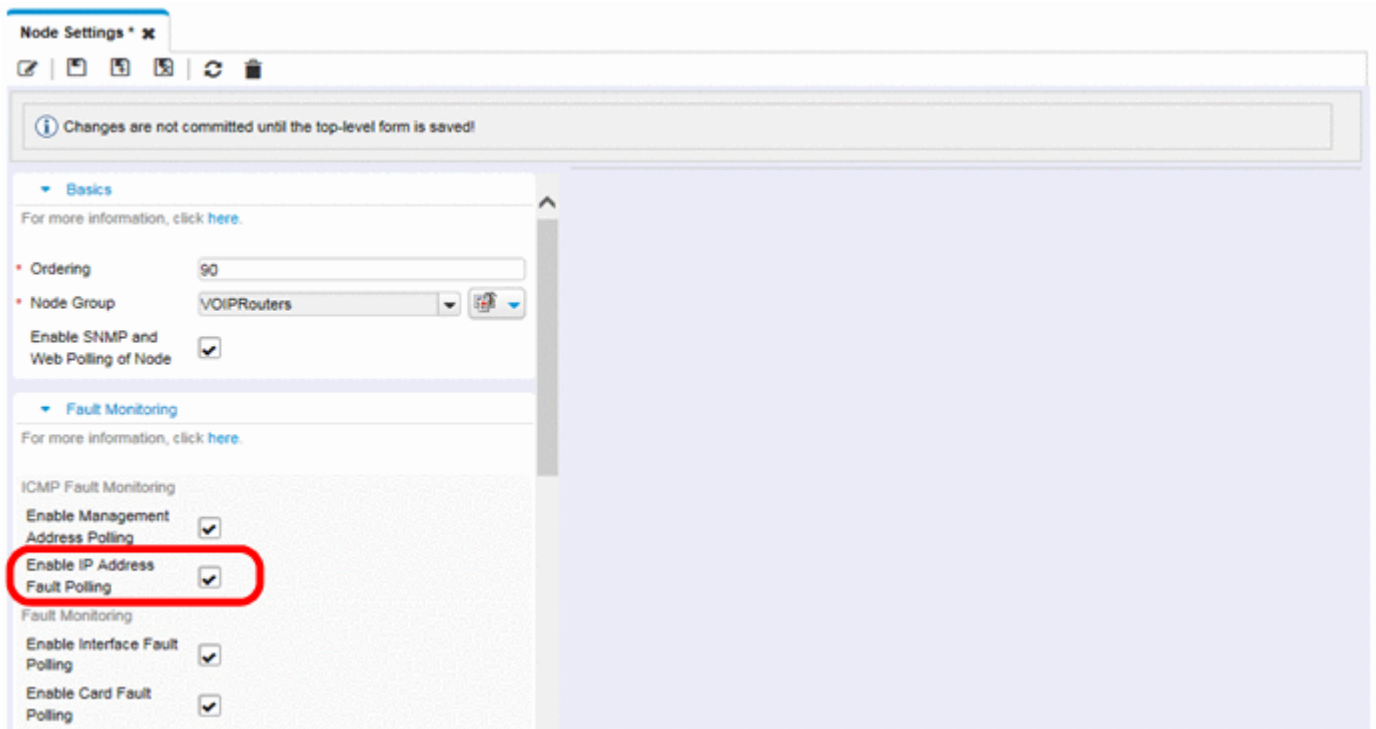 Node Settings *
Changes are not committed until the top-level form is saved!
Basics
For more information, click here.
* Ordering 90
* Node Group VOIPRouters
Enable SNMP and
Web Polling of Node
Fault Monitoring
For more information, click here.
ICMP Fault Monitoring
Enable Management
Address Polling
Enable IP Address
Fault Polling
Fault Monitoring
Enable Interface Fault
Polling
Enable Card Fault
Polling